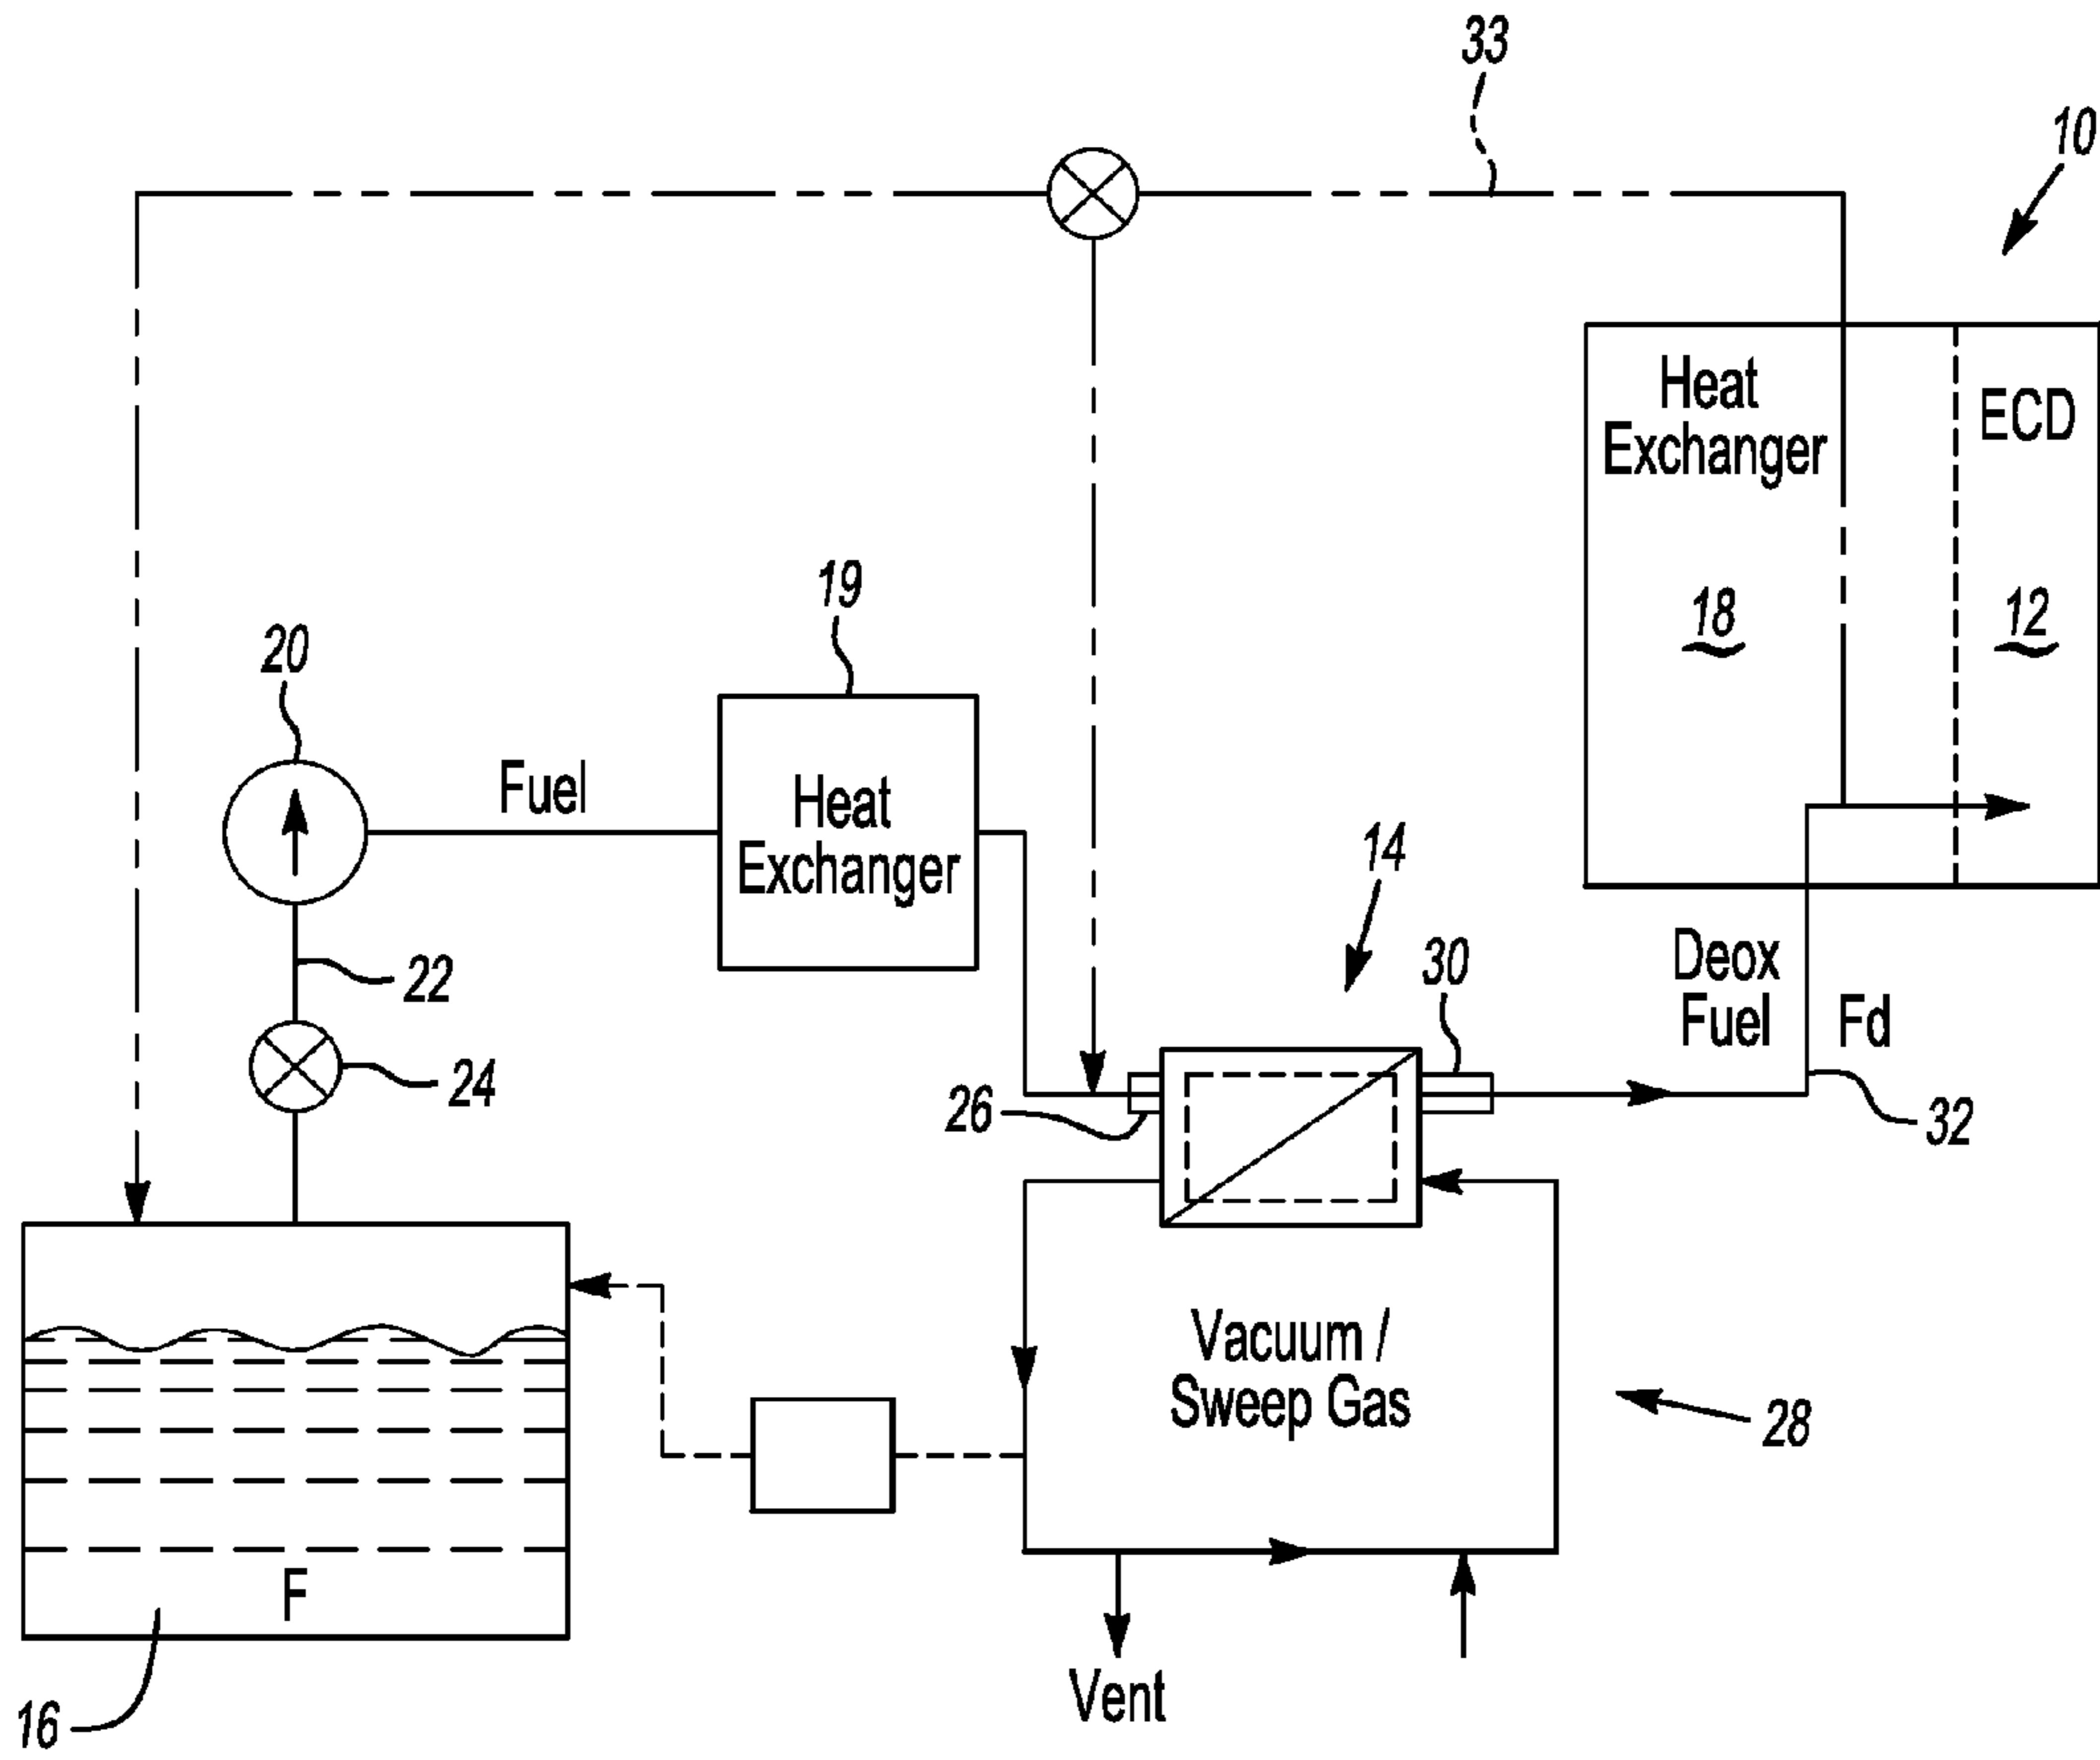 33
10
Heat
Exchanger
ECD
18
12
19
20
Fuel
Heat
Exchanger
14
22
30
Deox
Fuel
Fd
24
26
32
Vacuum /
Sweep Gas
28
F
16
Vent